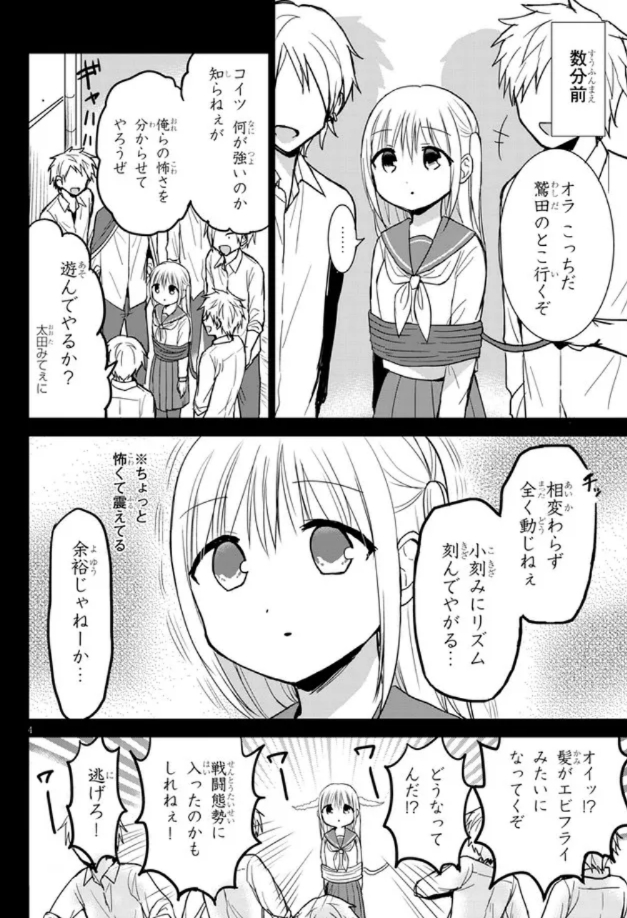 数分前
オラ こっちだ
鷲田のとこ行くぞ
……
コイツ 何が強いのか
知らねぇが
俺らの怖さを
分からせて
やろうぜ
ギャハハ
遊んでやるか?
太田みてぇに
チッ
相変わらず
全く動じねぇ
小刻みにリズム
刻んでやがる…
※ちょっと
怖くて震えてる
余裕じゃねーか…
4
オイッ!?
髪がエビフライ
みたいに
なってくぞ
どうなって
んだ!?
戦闘態勢に
入ったのかも
しれねぇ!
逃げろ!